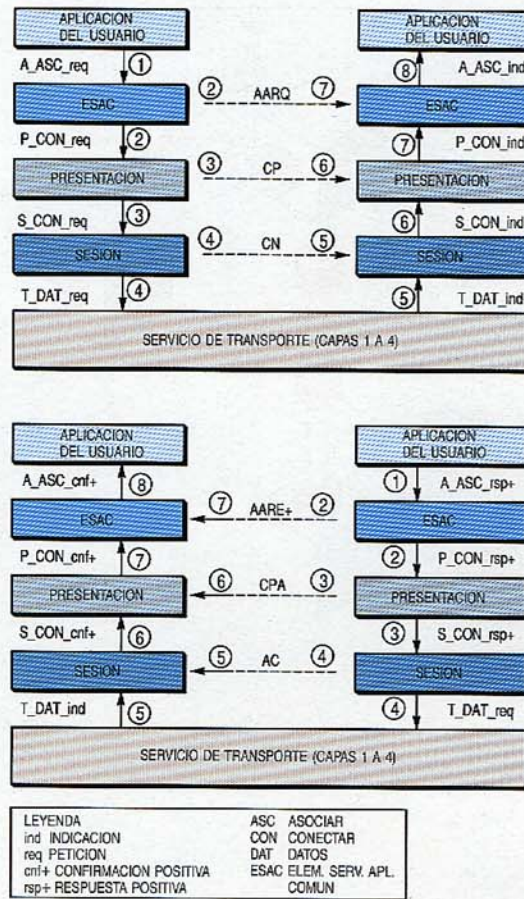 APLICACION
DEL USUARIO
APLICACION
DEL USUARIO
A_ASC_req
1
8
A_ASC_ind
ESAC
2
AARQ
7
ESAC
P_CON_req
2
7
P_CON_ind
PRESENTACION
3
CP
6
PRESENTACION
S_CON_req
3
6
S_CON_ind
SESION
4
CN
5
SESION
T_DAT_req
4
5
T_DAT_ind
SERVICIO DE TRANSPORTE (CAPAS 1 A 4)
APLICACION
DEL USUARIO
APLICACION
DEL USUARIO
A_ASC_cnf+
8
1
A_ASC_rsp+
ESAC
7
AARE+
2
ESAC
P_CON_cnf+
7
2
P_CON_rsp+
PRESENTACION
6
CPA
3
PRESENTACION
S_CON_cnf+
6
3
S_CON_rsp+
SESION
5
AC
4
SESION
T_DAT_ind
5
4
T_DAT_req
SERVICIO DE TRANSPORTE (CAPAS 1 A 4)
LEYENDA
ind INDICACION
req PETICION
cnf+ CONFIRMACION POSITIVA
rsp+ RESPUESTA POSITIVA
ASC ASOCIAR
CON CONECTAR
DAT DATOS
ESAC ELEM. SERV. APL.
COMUN